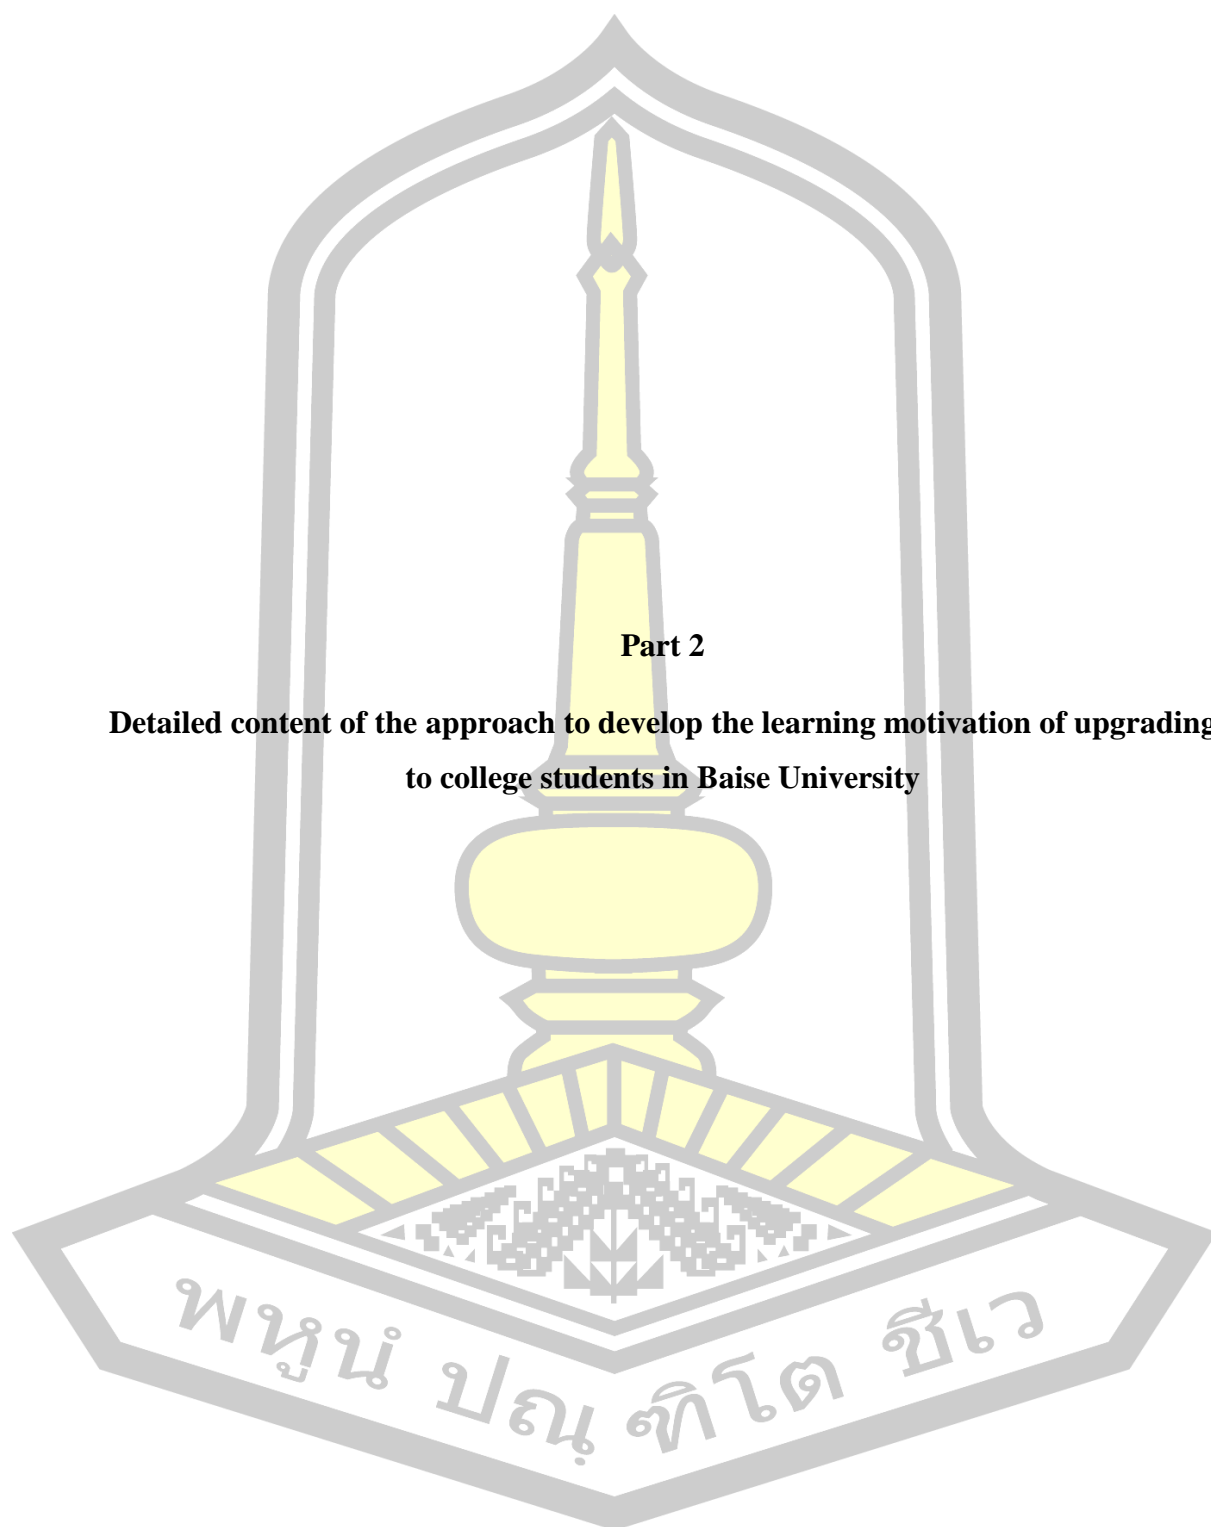 Part 2
Detailed content of the approach to develop the learning motivation of upgrading
to college students in Baise University
พหูนํ ปณฺฑิโต ชีเว